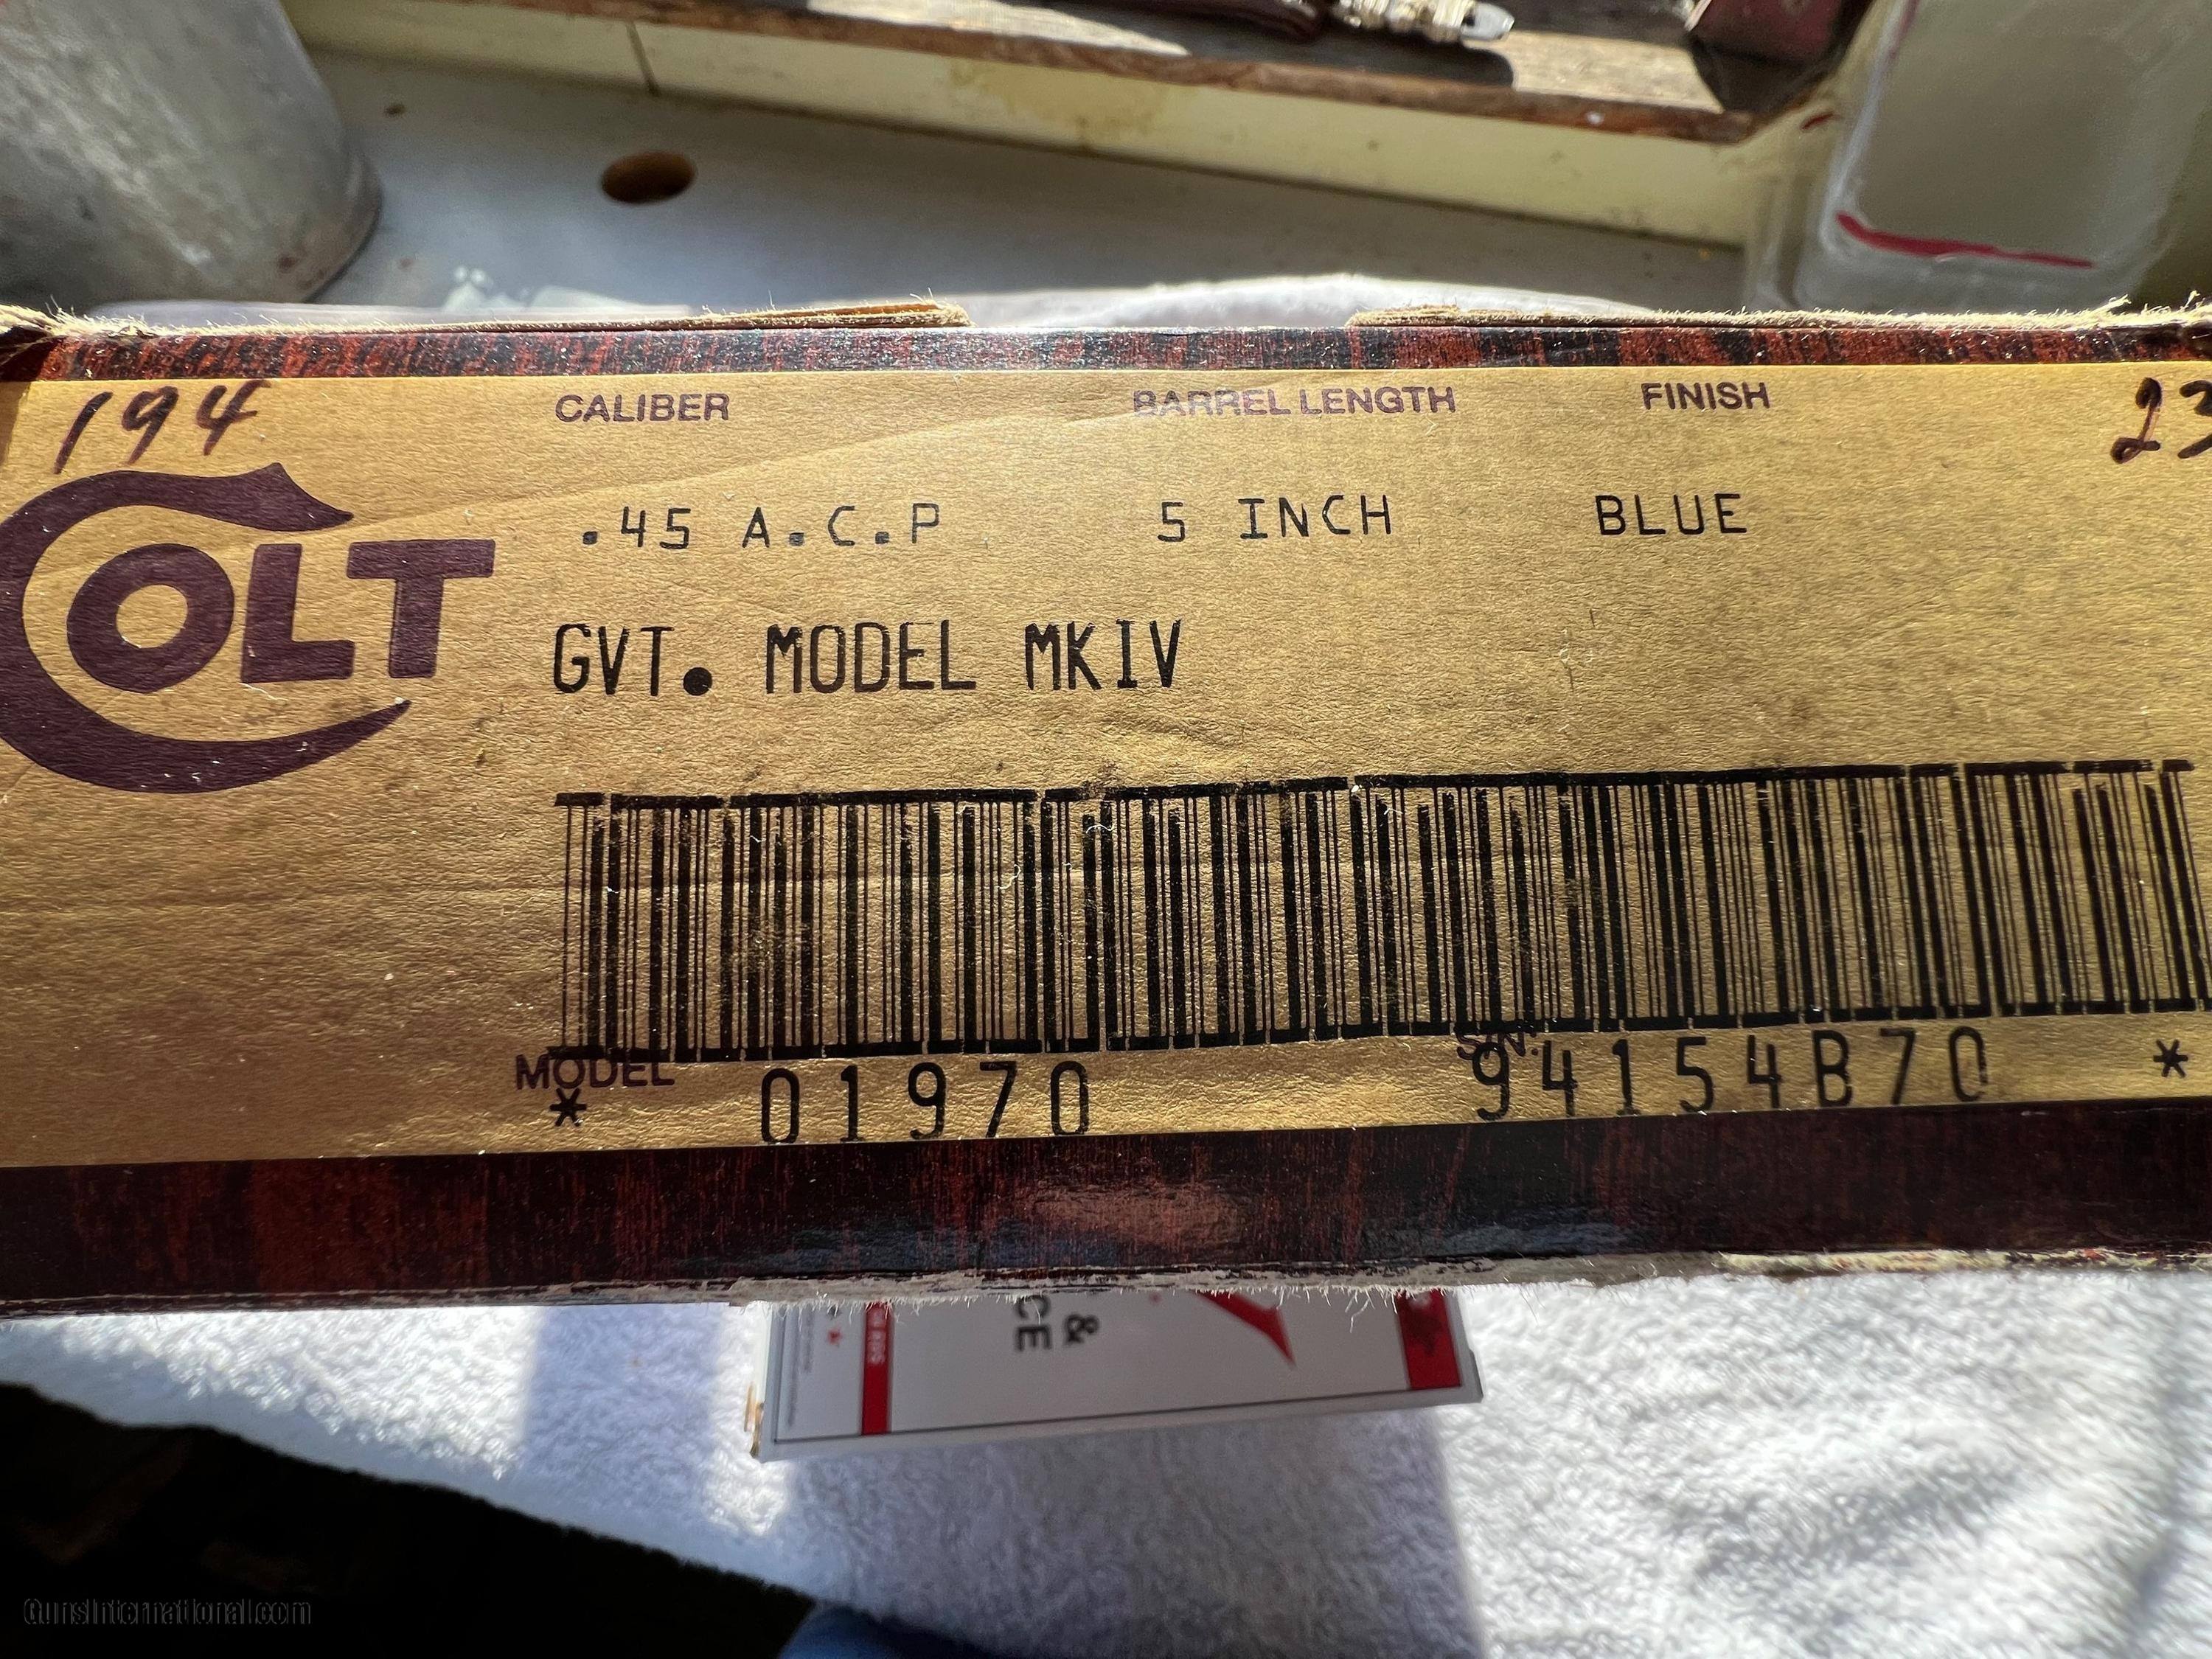 194 CALIBER BARREL LENGTH FINISH 23
COLT .45 A.C.P 5 INCH BLUE
GVT. MODEL MKIV
MODEL S/N:
* 01970 94154B70 *
& 
CE
GunsInternational.com